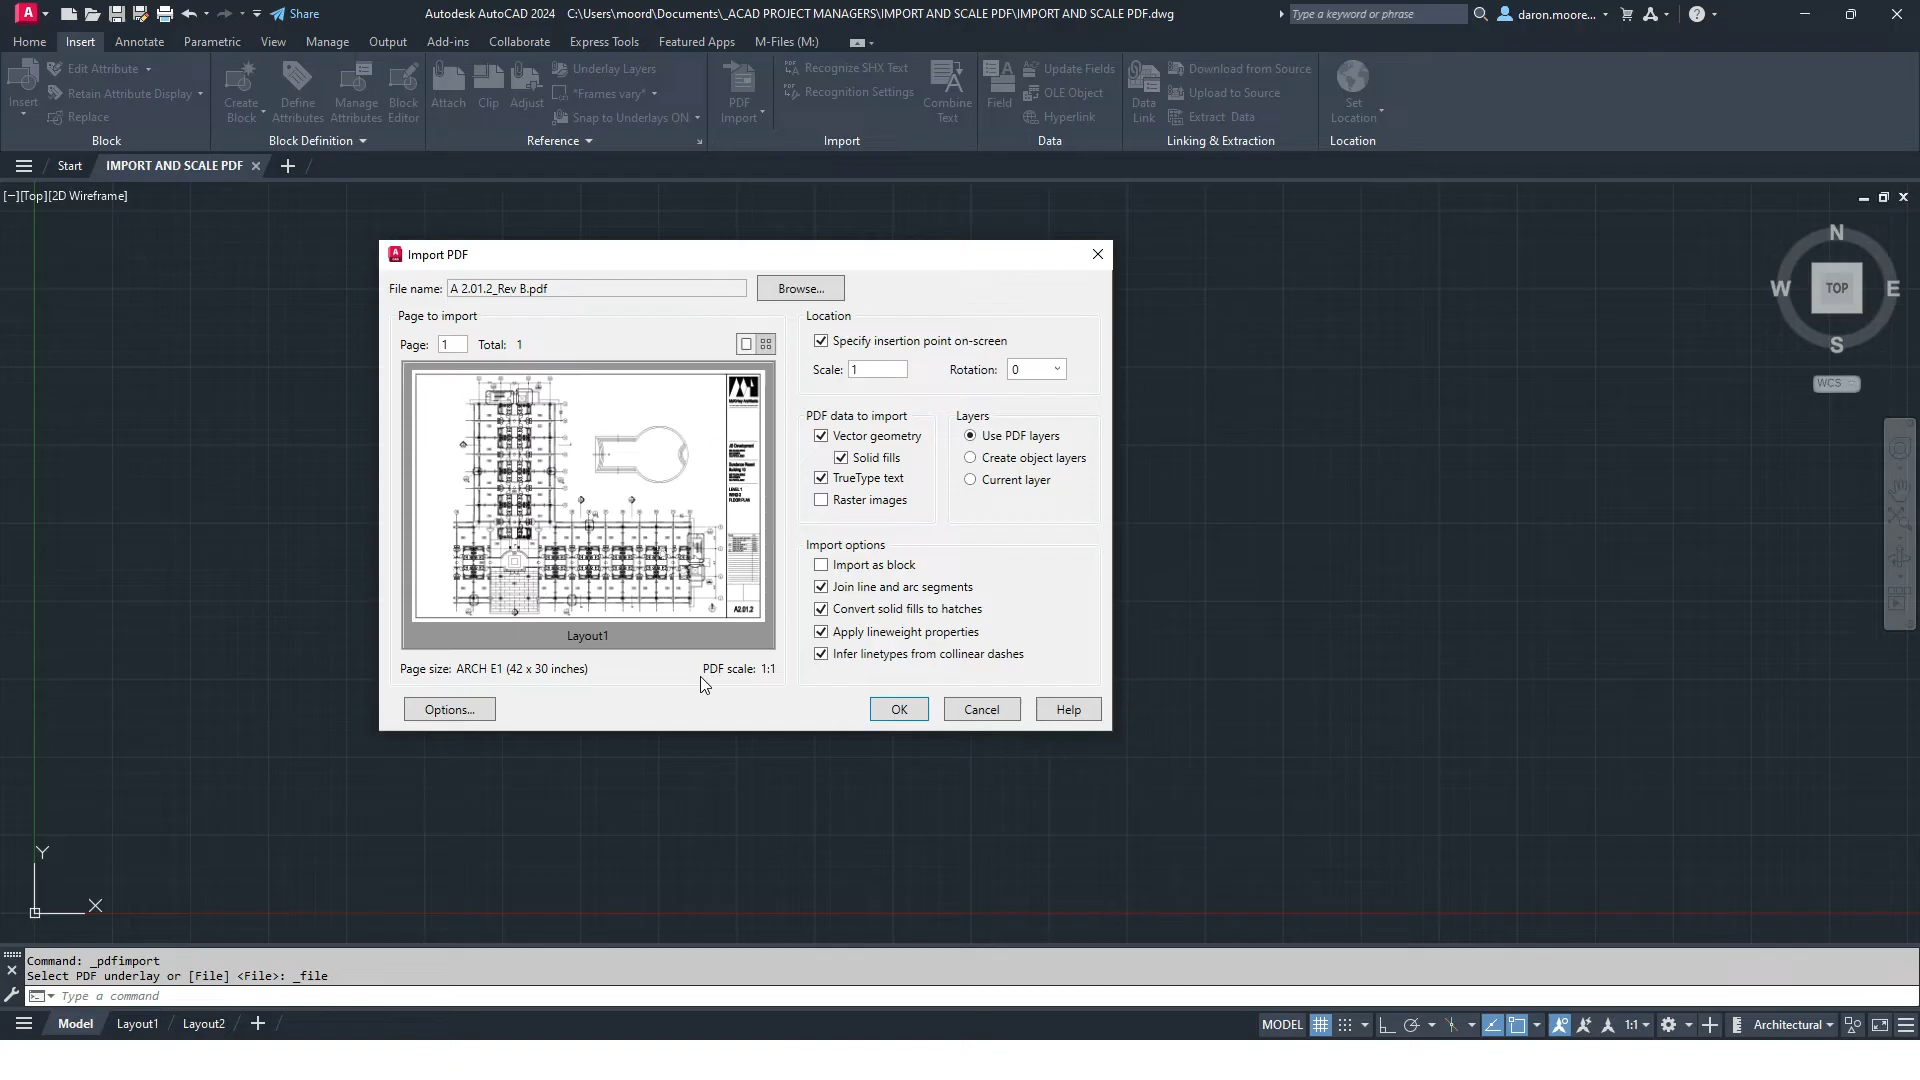 Share
Autodesk AutoCAD 2024 C:\Users\moord\Documents\_ACAD PROJECT MANAGERS\IMPORT AND SCALE PDF\IMPORT AND SCALE PDF.dwg
Type a keyword or phrase
daron.moore...
Home Insert Annotate Parametric View Manage Output Add-ins Collaborate Express Tools Featured Apps M-Files (M:)
Insert
Edit Attribute
Retain Attribute Display
Replace
Block
Create Block
Define Attributes
Manage Attributes
Block Editor
Block Definition
Attach
Clip
Adjust
Underlay Layers
*Frames vary*
Snap to Underlays ON
Reference
PDF Import
Recognize SHX Text
Recognition Settings
Combine Text
Import
Field
Update Fields
OLE Object
Hyperlink
Data
Data Link
Download from Source
Upload to Source
Extract Data
Linking & Extraction
Set Location
Location
Start IMPORT AND SCALE PDF
[−][Top][2D Wireframe]
N
W TOP E
S
WCS
Import PDF
File name: A 2.01.2_Rev B.pdf Browse...
Page to import
Page: 1 Total: 1
A2.01.2
Layout1
Page size: ARCH E1 (42 x 30 inches) PDF scale: 1:1
Location
Specify insertion point on-screen
Scale: 1 Rotation: 0
PDF data to import
Vector geometry
Solid fills
TrueType text
Raster images
Layers
Use PDF layers
Create object layers
Current layer
Import options
Import as block
Join line and arc segments
Convert solid fills to hatches
Apply lineweight properties
Infer linetypes from collinear dashes
Options... OK Cancel Help
Y
X
Command: _pdfimport
Select PDF underlay or [File] <File>: _file
Type a command
Model Layout1 Layout2
MODEL 1:1 Architectural